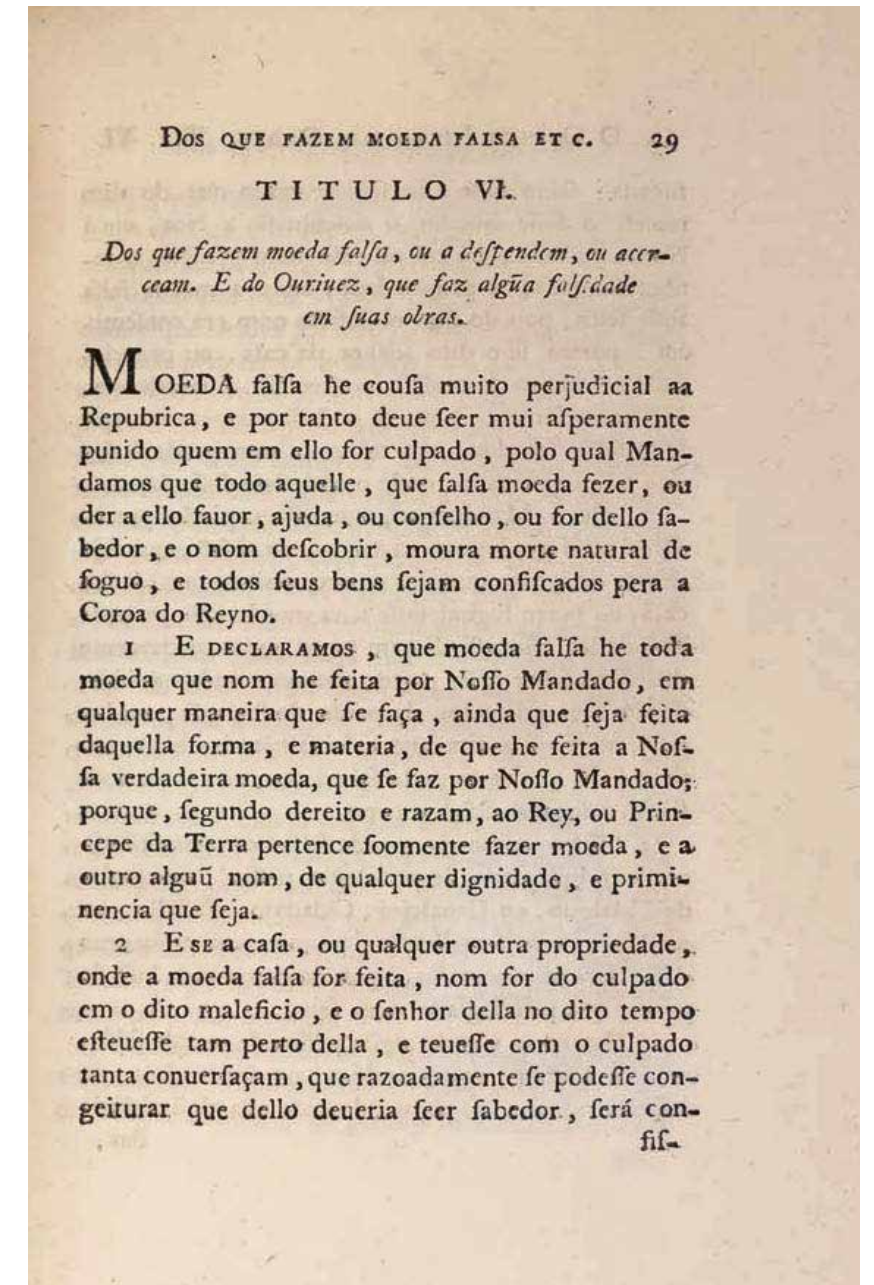 Dos que fazem moeda falsa et c. 29
TITULO VI.
Dos que fazem moeda falſa, ou a deſpendem, ou acer-
ceam. E do Ouriuez, que faz algũa falſidade
em ſuas obras.
MOEDA falſa he couſa muito perjudicial aa
Repubrica, e por tanto deue ſeer mui aſperamente
punido quem em ello for culpado, polo qual Man-
damos que todo aquelle, que falſa moeda fezer, ou
der a ello fauor, ajuda, ou conſelho, ou for dello ſa-
bedor, e o nom deſcobrir, moura morte natural de
foguo, e todos ſeus bens ſejam confiſcados pera a
Coroa do Reyno.
1 E DECLARAMOS, que moeda falſa he toda
moeda que nom he feita por Noſſo Mandado, em
qualquer maneira que ſe faça, ainda que ſeja feita
daquella forma, e materia, de que he feita a Noſ-
ſa verdadeira moeda, que ſe faz por Noſſo Mandado;
porque, ſegundo dereito e razam, ao Rey, ou Prin-
cepe da Terra pertence ſoomente fazer moeda, e a
outro alguũ nom, de qualquer dignidade, e primi-
nencia que ſeja.
2 E SE a caſa, ou qualquer outra propriedade,
onde a moeda falſa for feita, nom for do culpado
em o dito maleficio, e o ſenhor della no dito tempo
eſteueſſe tam perto della, e teueſſe com o culpado
tanta conuerſaçam, que razoadamente ſe podeſſe con-
geiturar que dello deueria ſeer ſabedor, ſerá con-
fiſ-